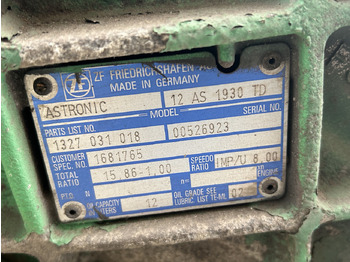 ZF FRIEDRICHSHAFEN
MADE IN GERMANY
ASTRONIC 12 AS 1930 TD
MODEL
PARTS LIST NO. SERIAL NO.
1327 031 018 00526923
CUSTOMER SPEC. NO. 1681765
TOTAL RATIO 15.86-1.00 SPEEDO RATIO IMP/U 8.00
P.T.O. N n= ENGINE
OIL CAPACITY IN LITERS 12 OIL GRADE SEE LUBRIC. LIST TE-ML 02